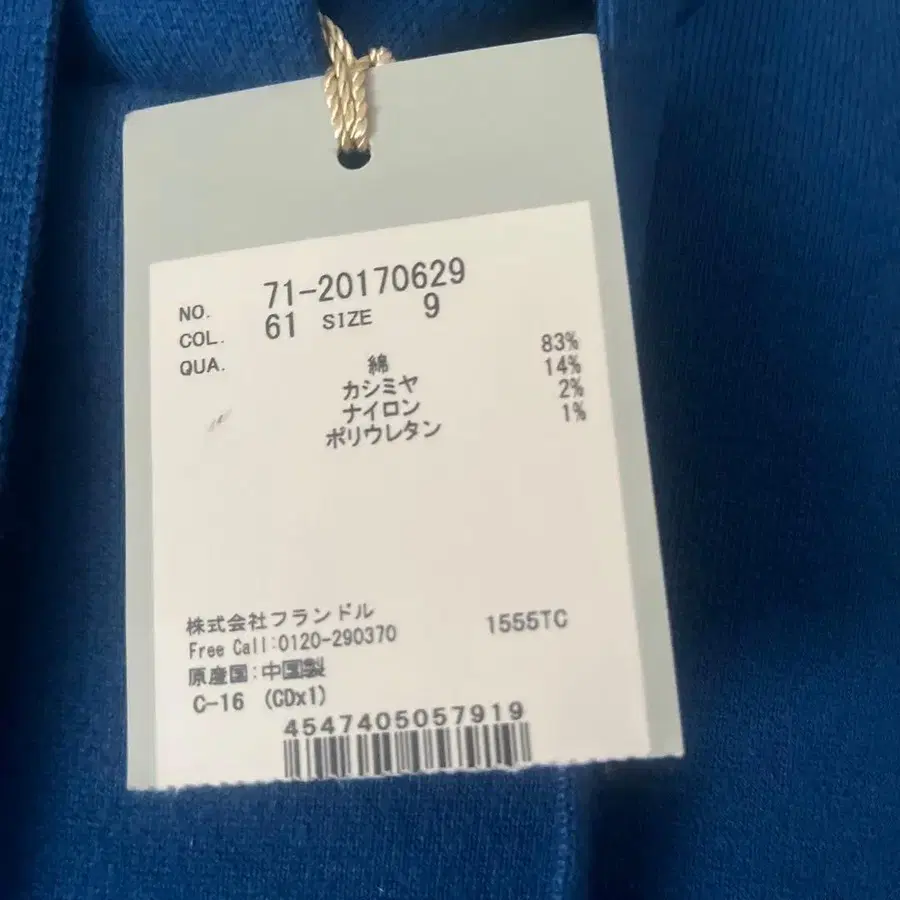 NO. 71-20170629
COL. 61 SIZE 9
QUA. 綿 83%
カシミヤ 14%
ナイロン 2%
ポリウレタン 1%
株式会社フランドル 1555TC
Free Call:0120-290370
原産国:中国製
C-16 (CDx1)
4547405057919